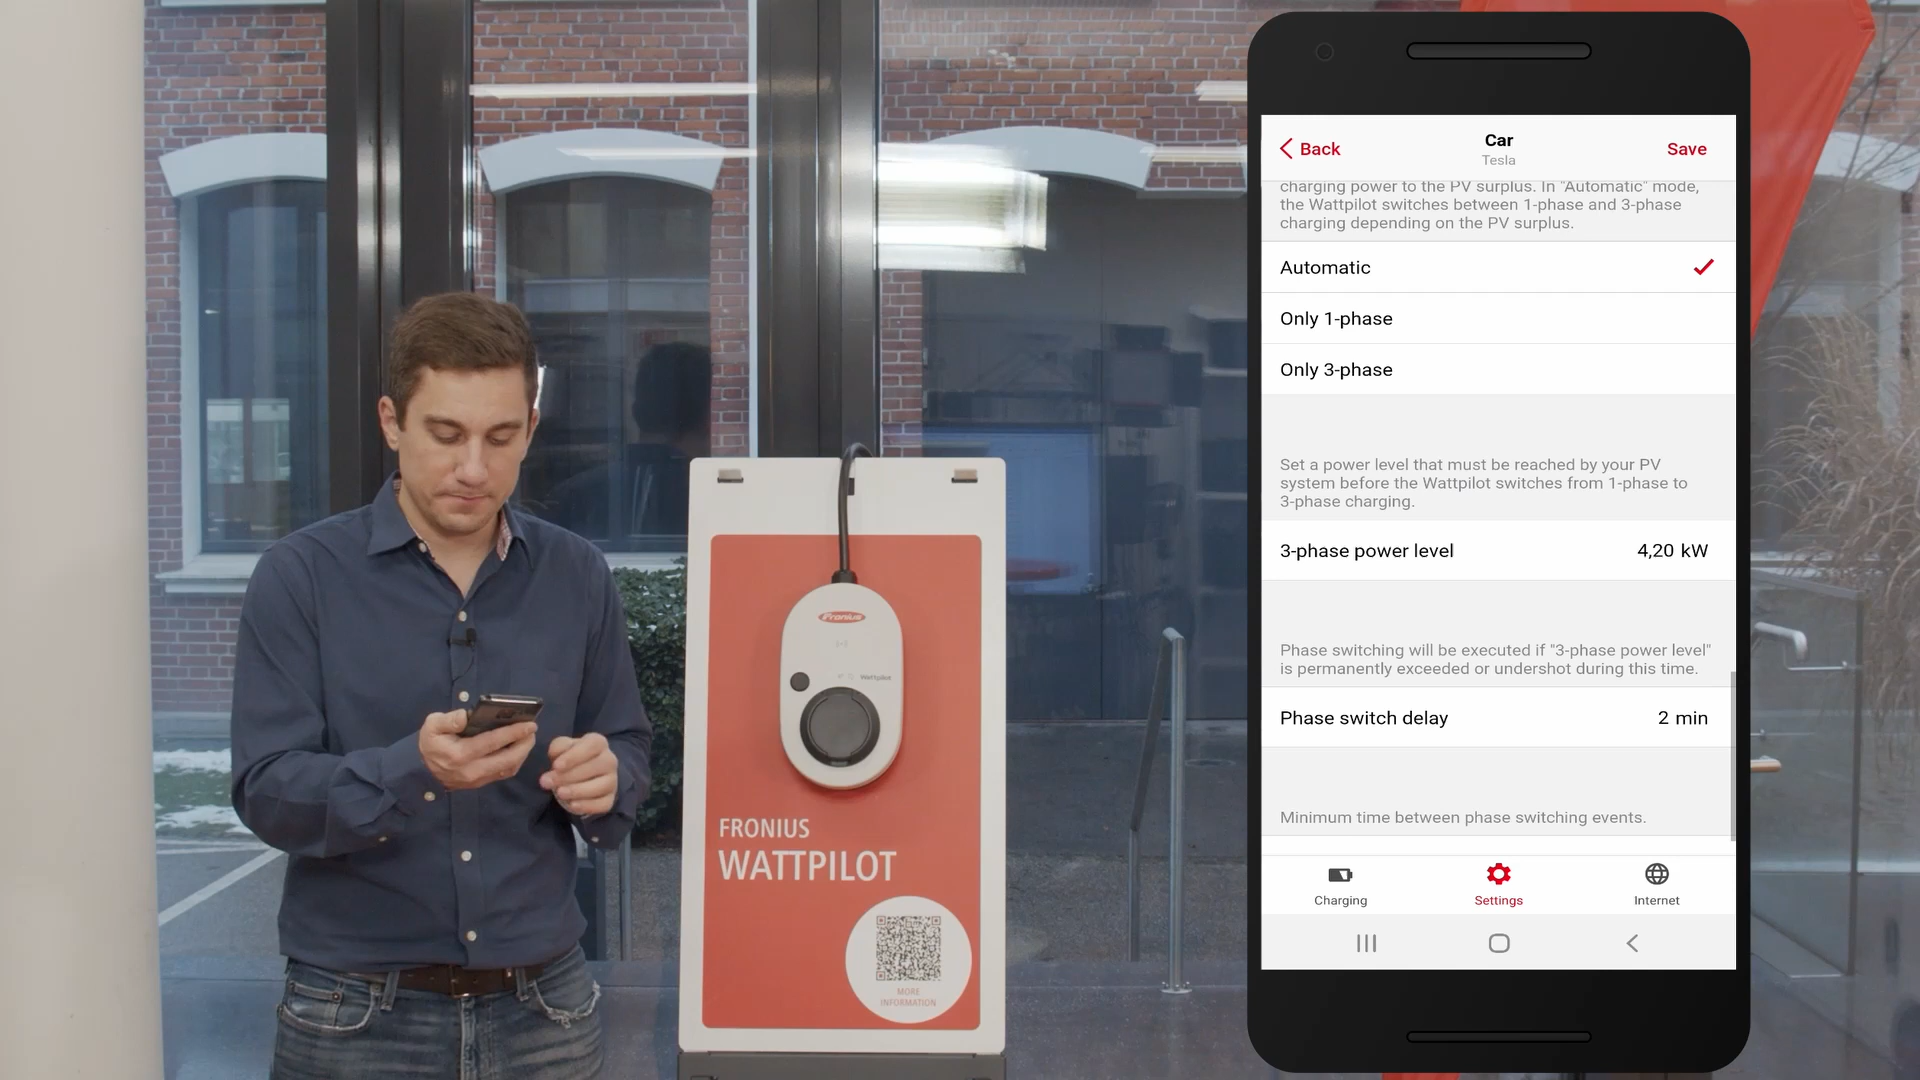 Fronius
Wattpilot
FRONIUS
WATTPILOT
MORE
INFORMATION
Back
Car
Tesla
Save
charging power to the PV surplus. In "Automatic" mode,
the Wattpilot switches between 1-phase and 3-phase
charging depending on the PV surplus.
Automatic
Only 1-phase
Only 3-phase
Set a power level that must be reached by your PV
system before the Wattpilot switches from 1-phase to
3-phase charging.
3-phase power level 4,20 kW
Phase switching will be executed if "3-phase power level"
is permanently exceeded or undershot during this time.
Phase switch delay 2 min
Minimum time between phase switching events.
Charging Settings Internet